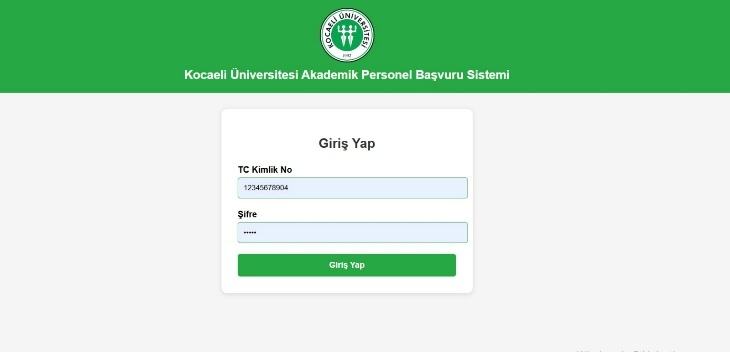 KOCAELİ ÜNİVERSİTESİ
1992
Kocaeli Üniversitesi Akademik Personel Başvuru Sistemi
Giriş Yap
TC Kimlik No
12345678904
Şifre
•••••
Giriş Yap